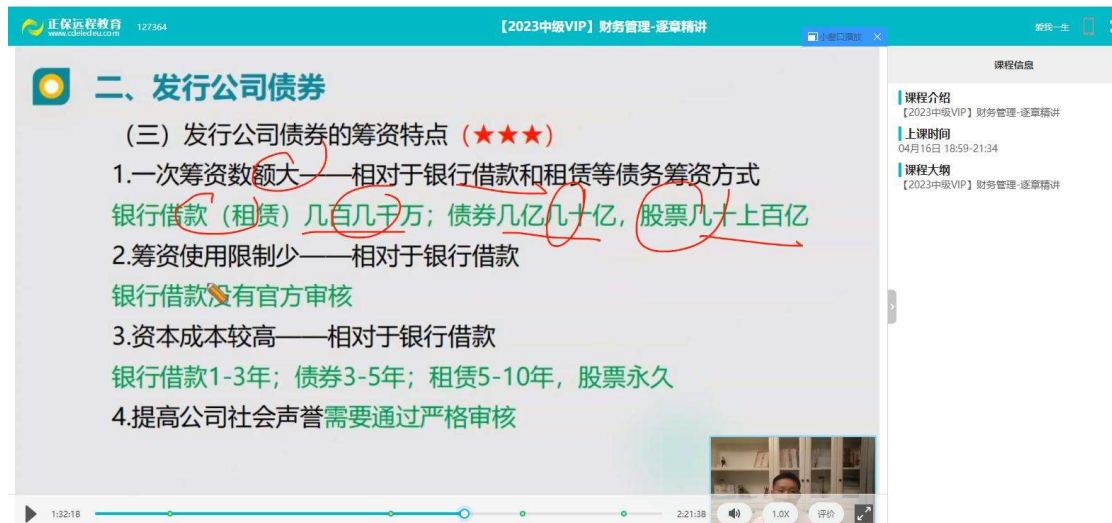 正保远程教育
www.cdeledu.com
127364
【2023中级VIP】财务管理-逐章精讲
小窗口播放
爱我一生
二、发行公司债券
（三）发行公司债券的筹资特点（★★★）
1.一次筹资数额大——相对于银行借款和租赁等债务筹资方式
银行借款（租赁）几百几千万；债券几亿几十亿，股票几十上百亿
2.筹资使用限制少——相对于银行借款
银行借款没有官方审核
3.资本成本较高——相对于银行借款
银行借款1-3年；债券3-5年；租赁5-10年，股票永久
4.提高公司社会声誉需要通过严格审核
1:32:18
2:21:38
1.0X
评价
课程信息
课程介绍
【2023中级VIP】财务管理-逐章精讲
上课时间
04月16日 18:59-21:34
课程大纲
【2023中级VIP】财务管理-逐章精讲